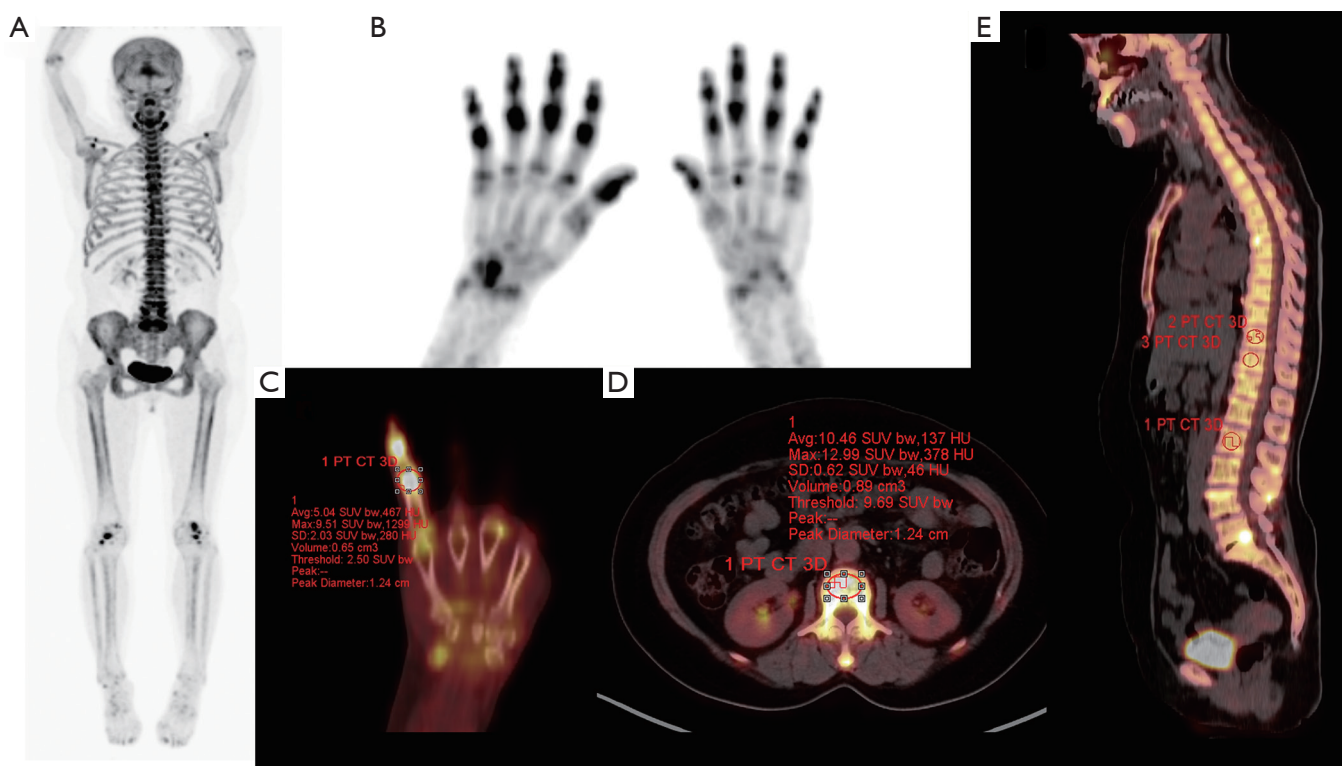 A
B
E
2 PT CT 3D
3 PT CT 3D
1 PT CT 3D
C
1 PT CT 3D
1
Avg:5.04 SUV bw,467 HU
Max:9.51 SUV bw,1299 HU
SD:2.03 SUV bw,280 HU
Volume:0.65 cm3
Threshold: 2.50 SUV bw
Peak:--
Peak Diameter:1.24 cm
D
1
Avg:10.46 SUV bw,137 HU
Max:12.99 SUV bw,378 HU
SD:0.62 SUV bw,46 HU
Volume:0.89 cm3
Threshold: 9.69 SUV bw
Peak:--
Peak Diameter:1.24 cm
1 PT CT 3D